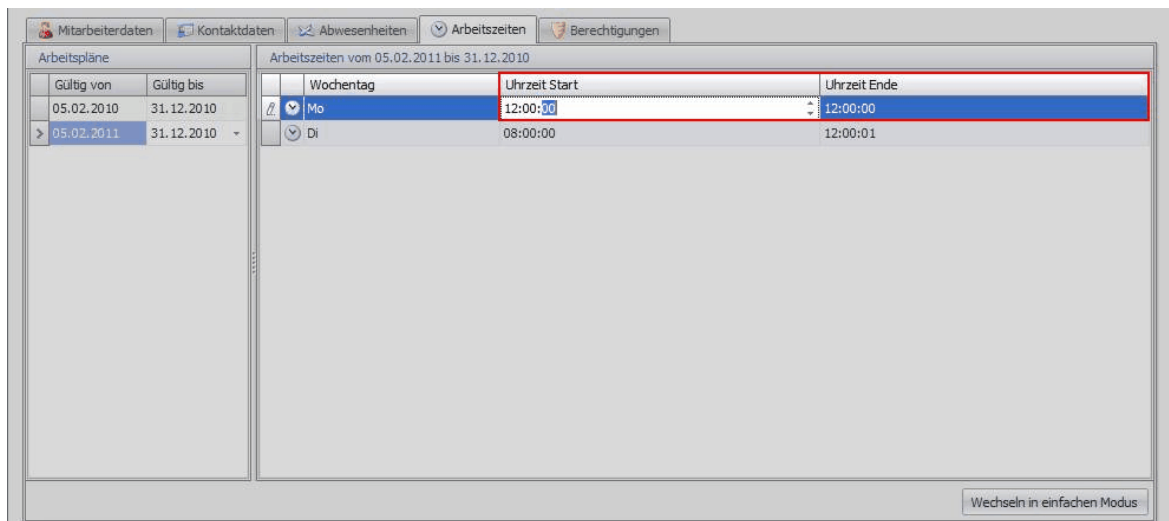 Mitarbeiterdaten Kontaktdaten Abwesenheiten Arbeitszeiten Berechtigungen
Arbeitspläne Arbeitszeiten vom 05.02.2011 bis 31.12.2010
Gültig von Gültig bis Wochentag Uhrzeit Start Uhrzeit Ende
05.02.2010 31.12.2010 Mo 12:00:00 12:00:00
05.02.2011 31.12.2010 Di 08:00:00 12:00:01
Wechseln in einfachen Modus